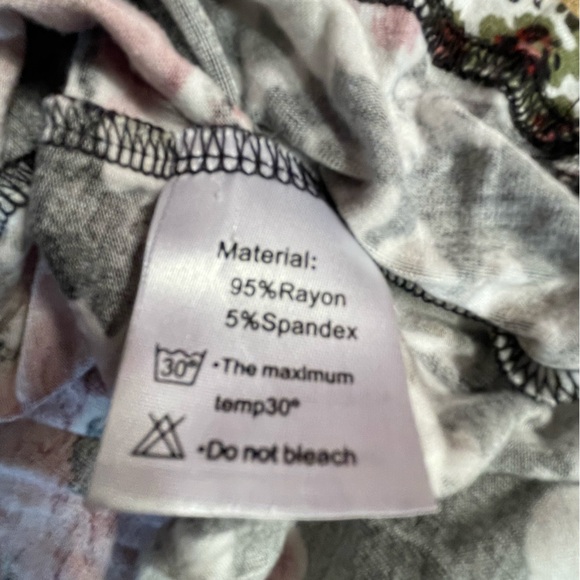 Material:
95%Rayon
5%Spandex
30° •The maximum
temp30°
•Do not bleach